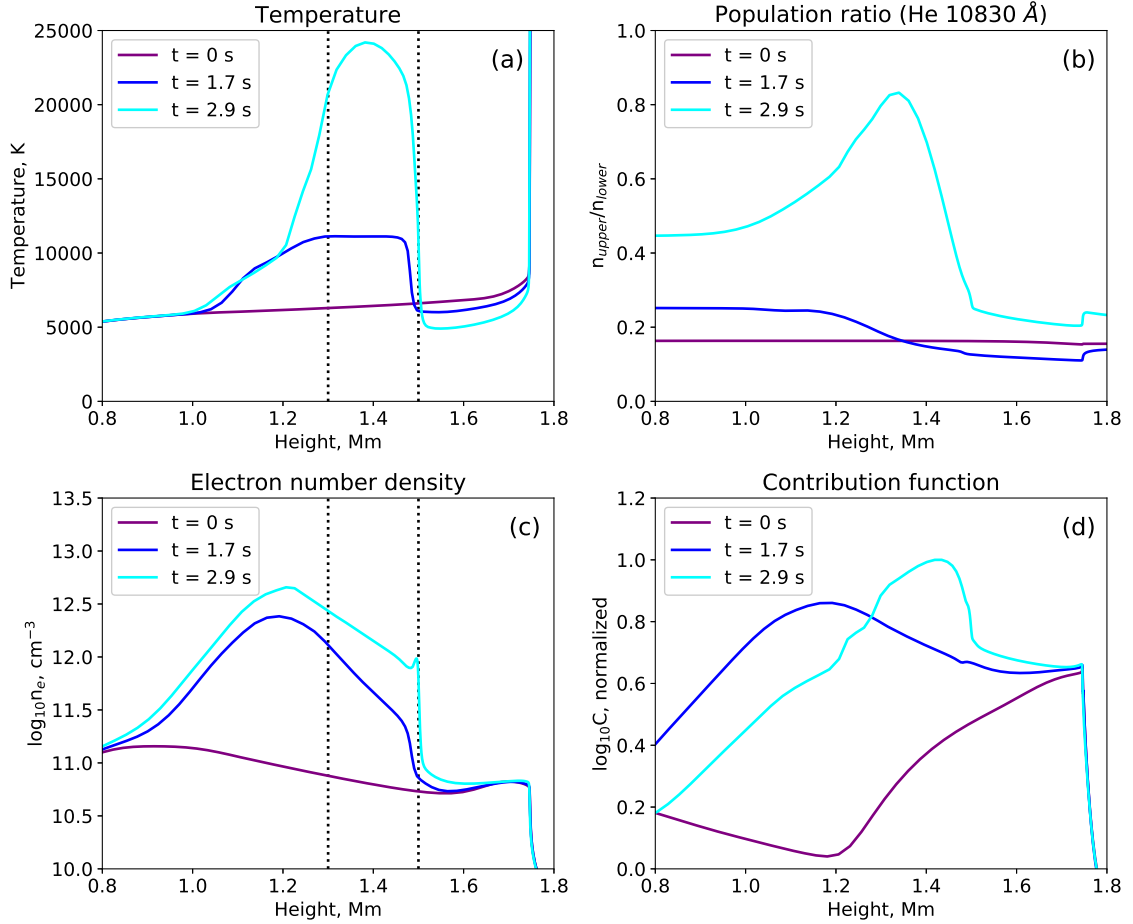 Temperature
(a)
t = 0 s
t = 1.7 s
t = 2.9 s
Temperature, K
25000
20000
15000
10000
5000
0
0.8 1.0 1.2 1.4 1.6 1.8
Height, Mm
Population ratio (He 10830 Å)
(b)
t = 0 s
t = 1.7 s
t = 2.9 s
n_upper/n_lower
1.0
0.8
0.6
0.4
0.2
0.0
0.8 1.0 1.2 1.4 1.6 1.8
Height, Mm
Electron number density
(c)
t = 0 s
t = 1.7 s
t = 2.9 s
log₁₀nₑ, cm⁻³
13.5
13.0
12.5
12.0
11.5
11.0
10.5
10.0
0.8 1.0 1.2 1.4 1.6 1.8
Height, Mm
Contribution function
(d)
t = 0 s
t = 1.7 s
t = 2.9 s
log₁₀C, normalized
1.2
1.0
0.8
0.6
0.4
0.2
0.0
0.8 1.0 1.2 1.4 1.6 1.8
Height, Mm